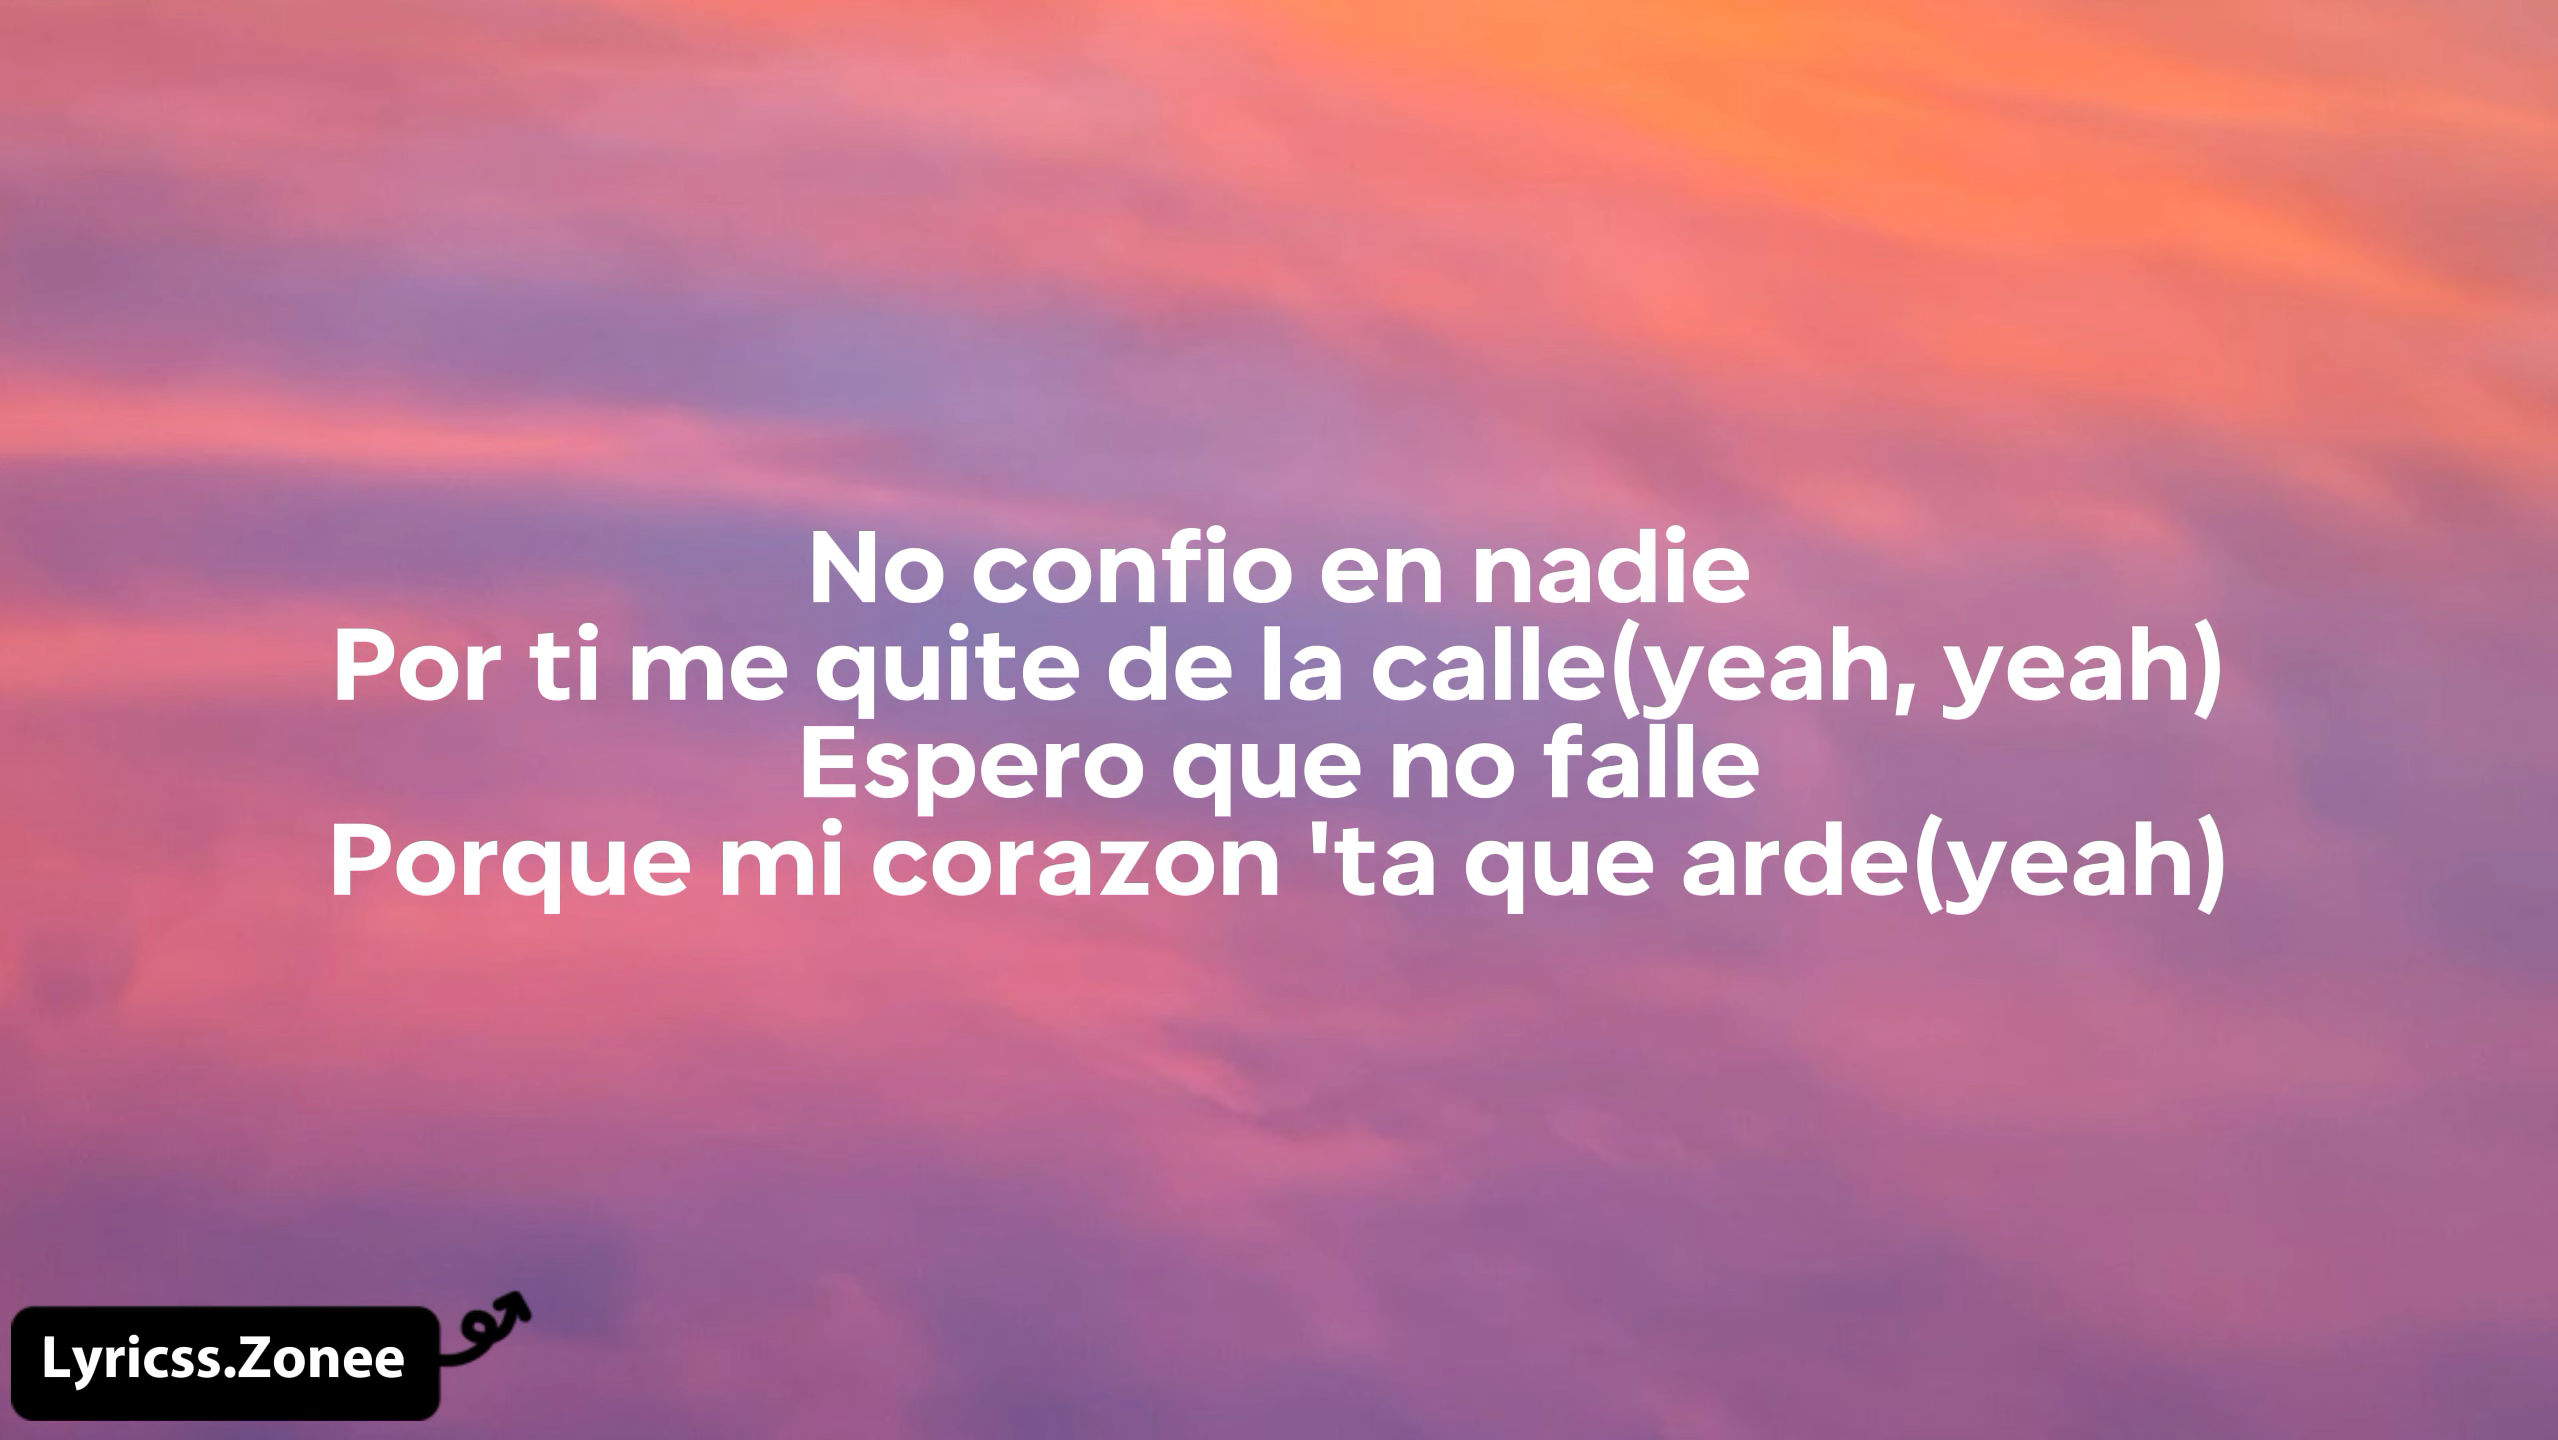 No confio en nadie
Por ti me quite de la calle(yeah, yeah)
Espero que no falle
Porque mi corazon 'ta que arde(yeah)
Lyricss.Zonee